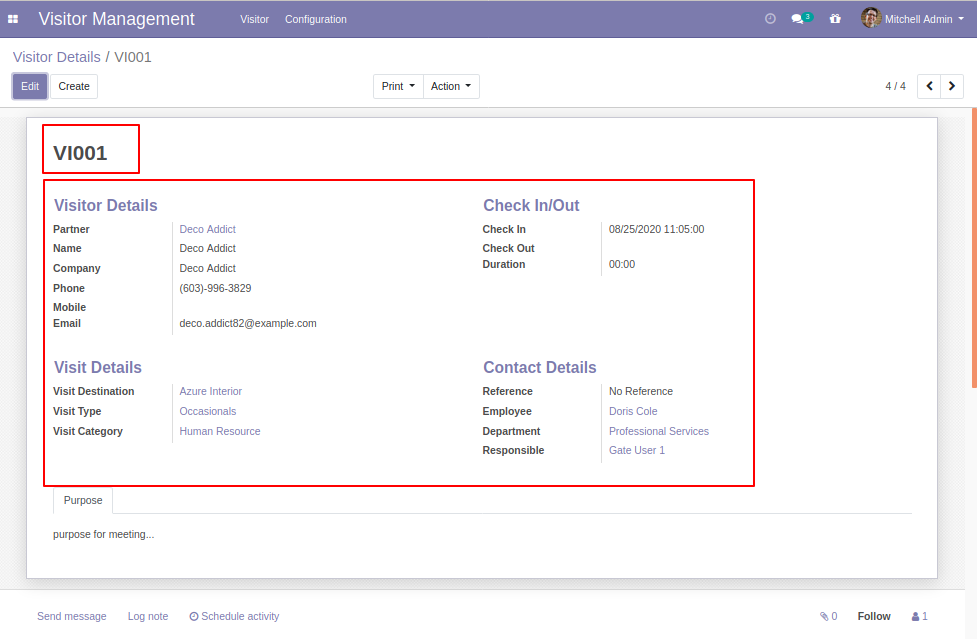 Visitor Management Visitor Configuration 3 Mitchell Admin
Visitor Details / VI001
Edit Create Print Action 4 / 4
VI001
Visitor Details
Partner Deco Addict
Name Deco Addict
Company Deco Addict
Phone (603)-996-3829
Mobile
Email deco.addict82@example.com
Check In/Out
Check In 08/25/2020 11:05:00
Check Out
Duration 00:00
Visit Details
Visit Destination Azure Interior
Visit Type Occasionals
Visit Category Human Resource
Contact Details
Reference No Reference
Employee Doris Cole
Department Professional Services
Responsible Gate User 1
Purpose
purpose for meeting...
Send message Log note Schedule activity 0 Follow 1